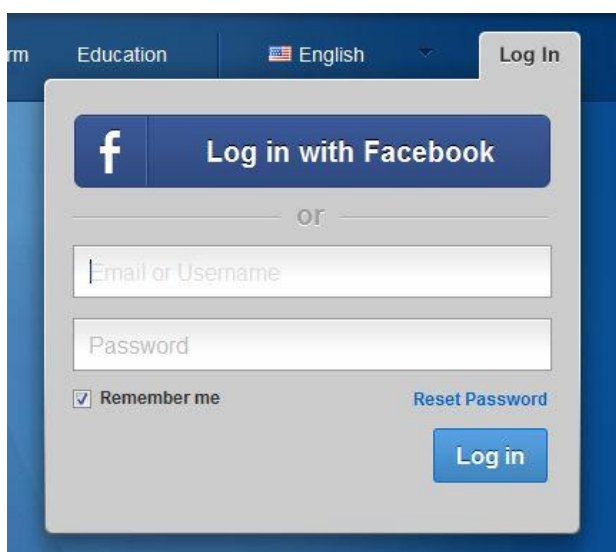 Education English Log In
f Log in with Facebook
or
Email or Username
Password
Remember me Reset Password
Log in